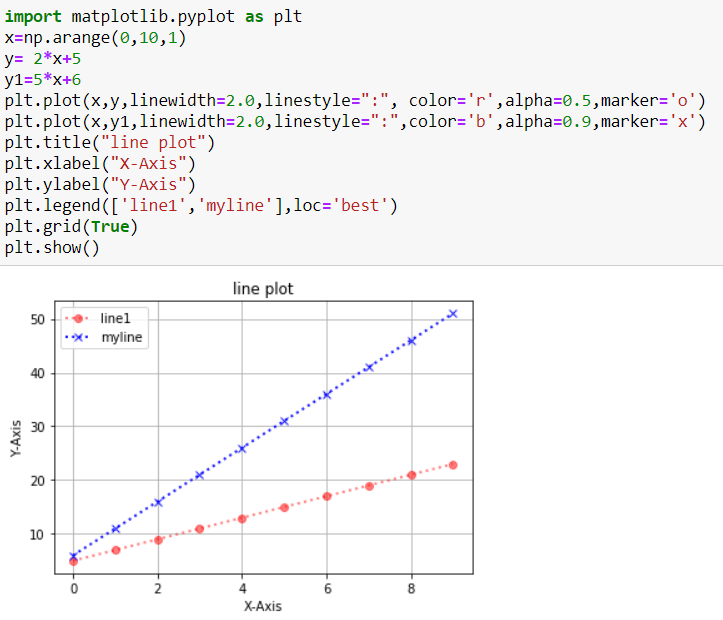 import matplotlib.pyplot as plt
x=np.arange(0,10,1)
y= 2*x+5
y1=5*x+6
plt.plot(x,y,linewidth=2.0,linestyle=":", color='r',alpha=0.5,marker='o')
plt.plot(x,y1,linewidth=2.0,linestyle=":",color='b',alpha=0.9,marker='x')
plt.title("line plot")
plt.xlabel("X-Axis")
plt.ylabel("Y-Axis")
plt.legend(['line1','myline'],loc='best')
plt.grid(True)
plt.show()
line plot
line1
myline
50
40
30
20
10
Y-Axis
0 2 4 6 8
X-Axis